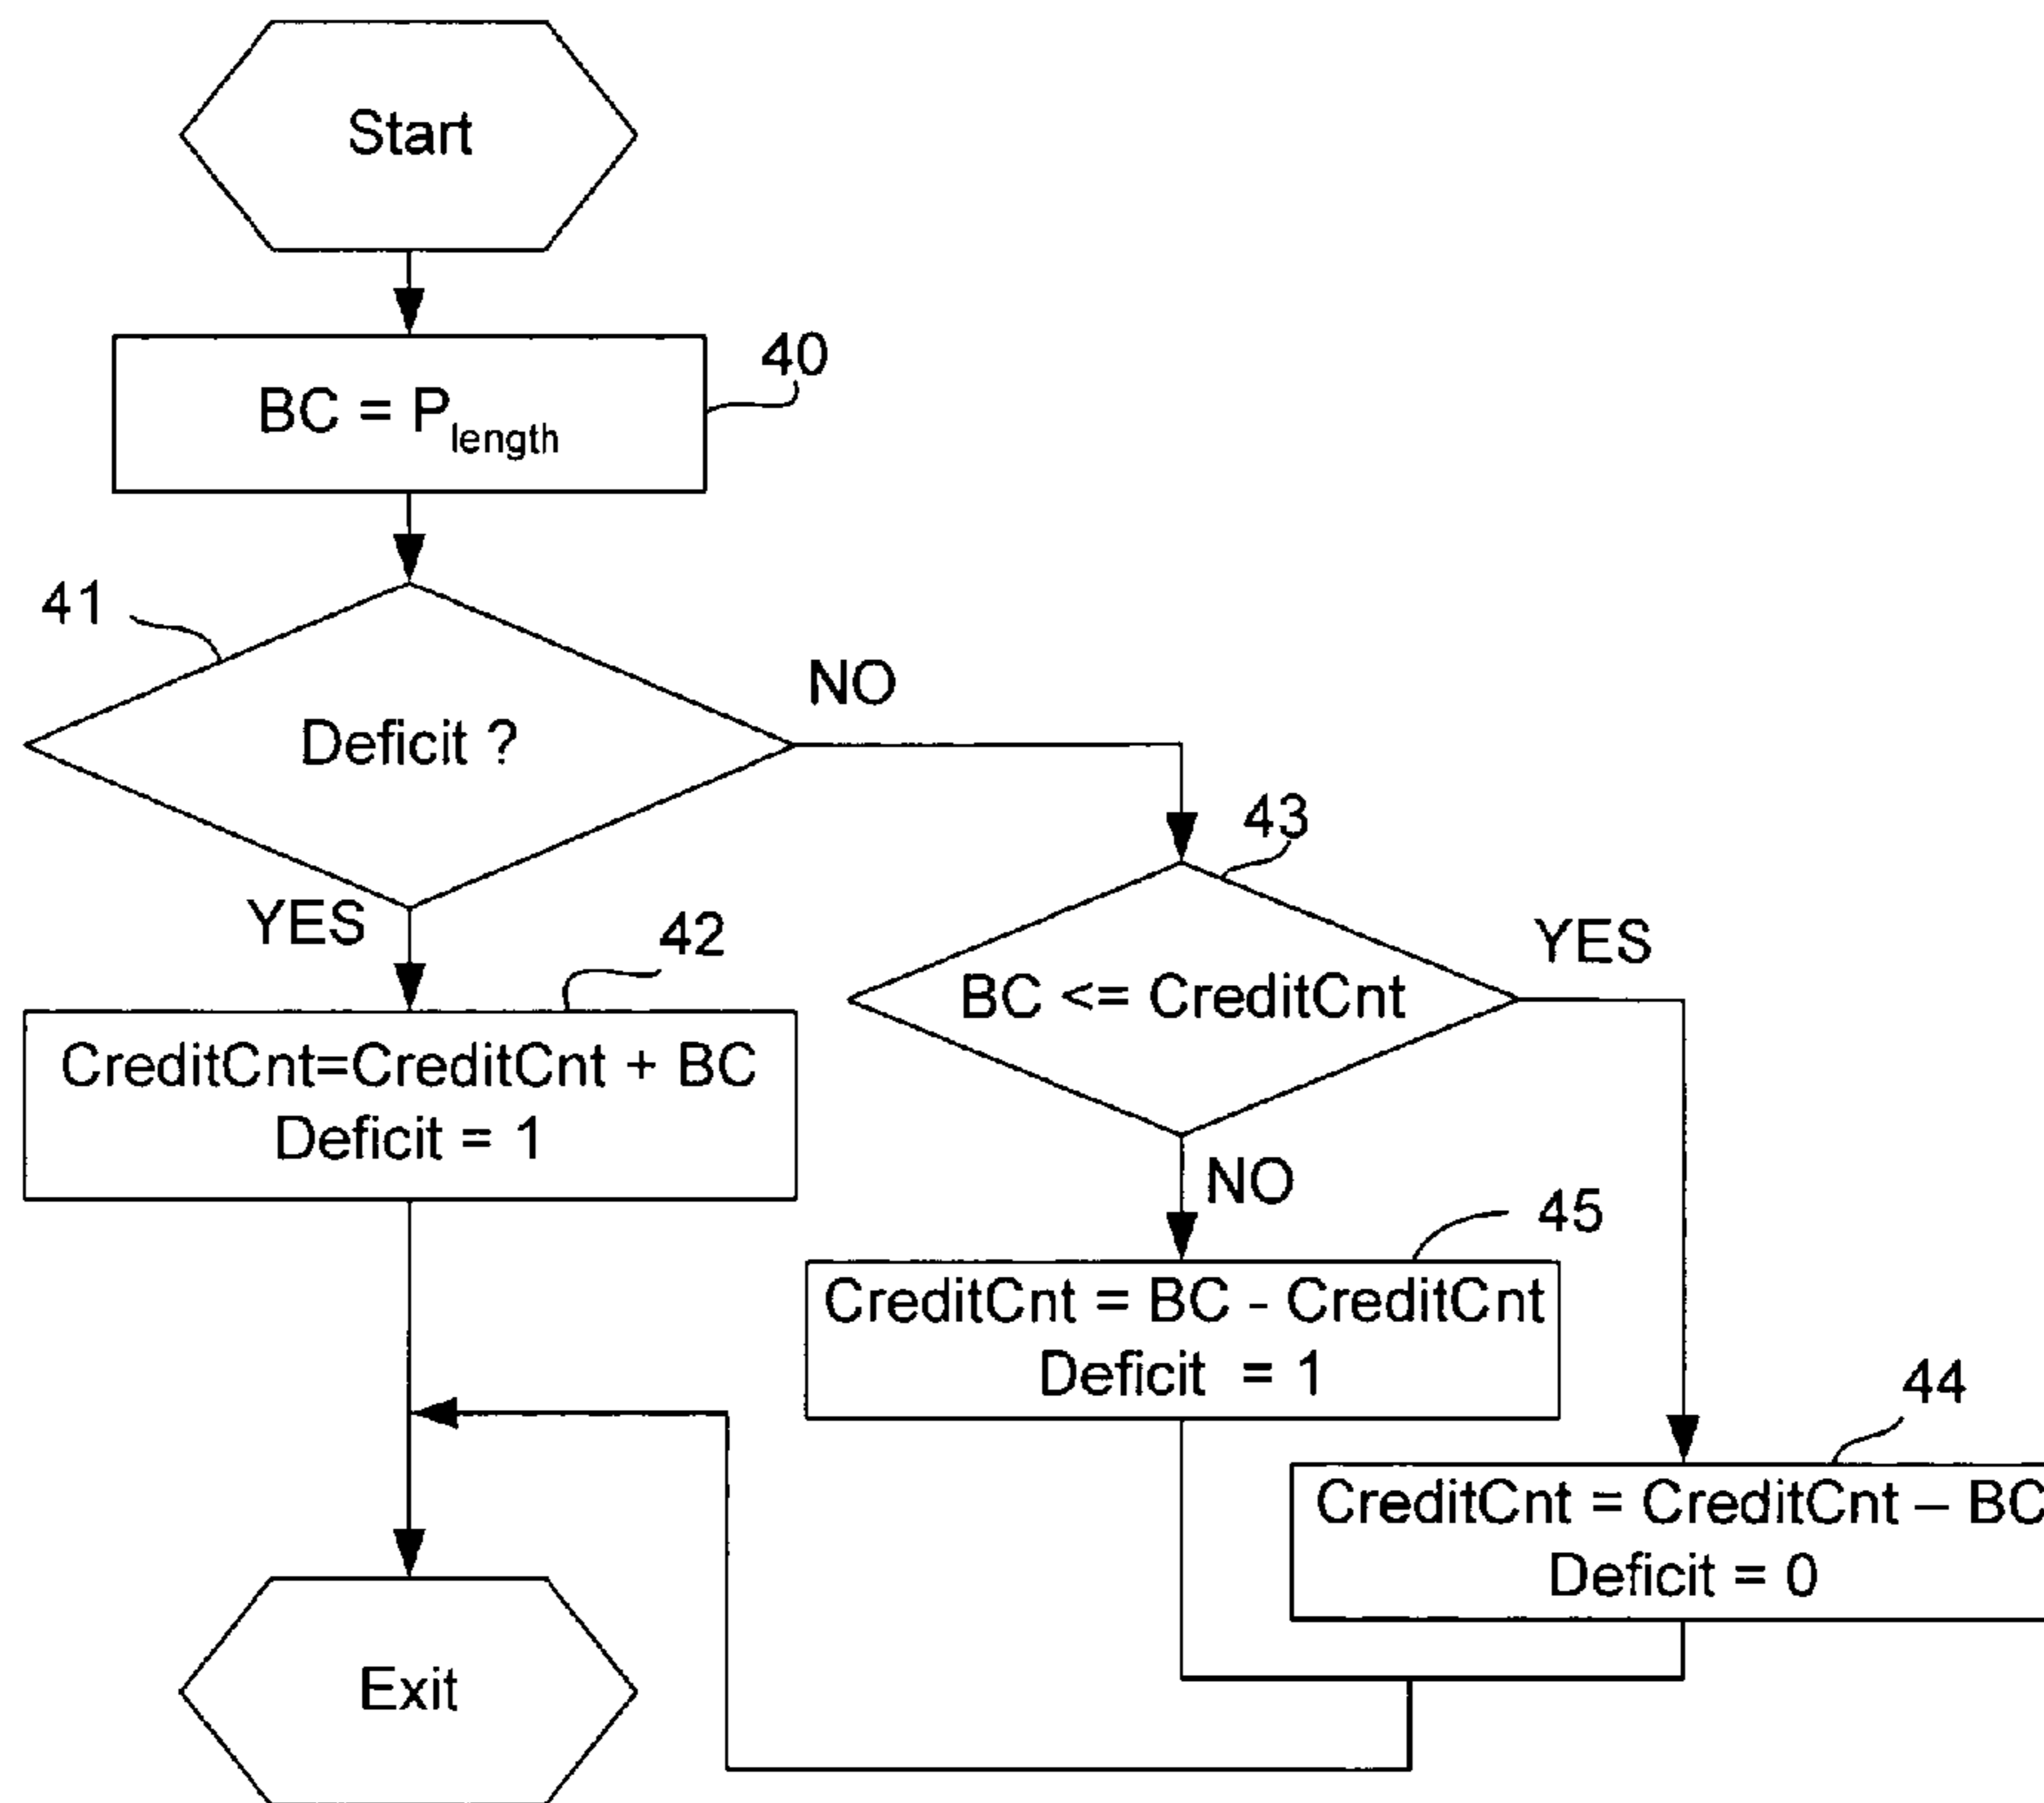 Start
40
BC = Plength
41
Deficit ?
NO
43
YES
42
BC <= CreditCnt
YES
CreditCnt=CreditCnt + BC
Deficit = 1
NO
45
CreditCnt = BC - CreditCnt
Deficit = 1
44
CreditCnt = CreditCnt – BC
Deficit = 0
Exit